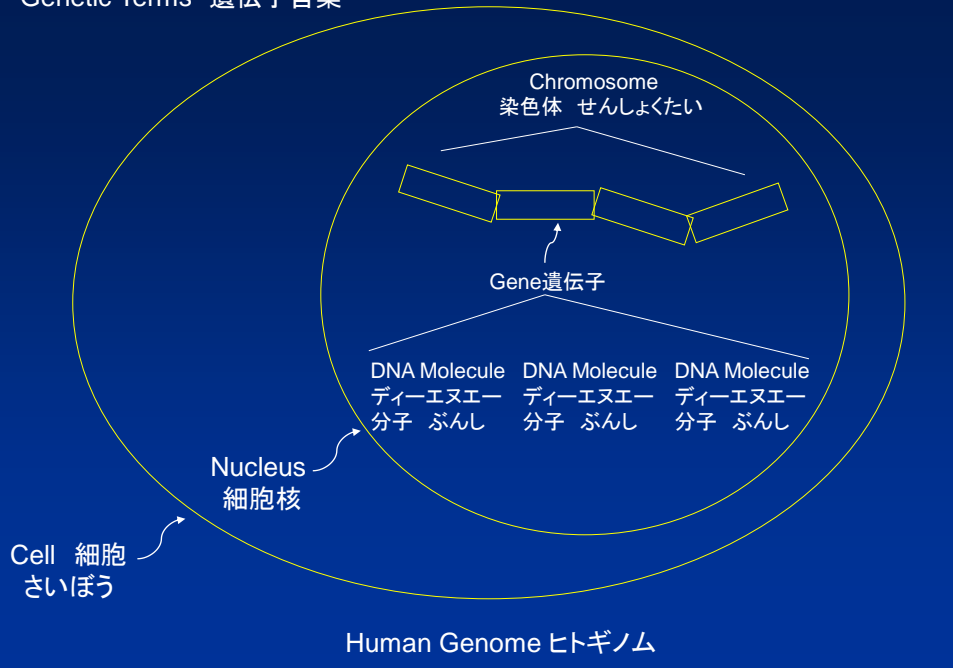 Genetic Terms 遺伝子言葉
Chromosome
染色体 せんしょくたい
Gene遺伝子
DNA Molecule DNA Molecule DNA Molecule
ディーエヌエー ディーエヌエー ディーエヌエー
分子 ぶんし 分子 ぶんし 分子 ぶんし
Nucleus
細胞核
Cell 細胞
さいぼう
Human Genome ヒトギノム